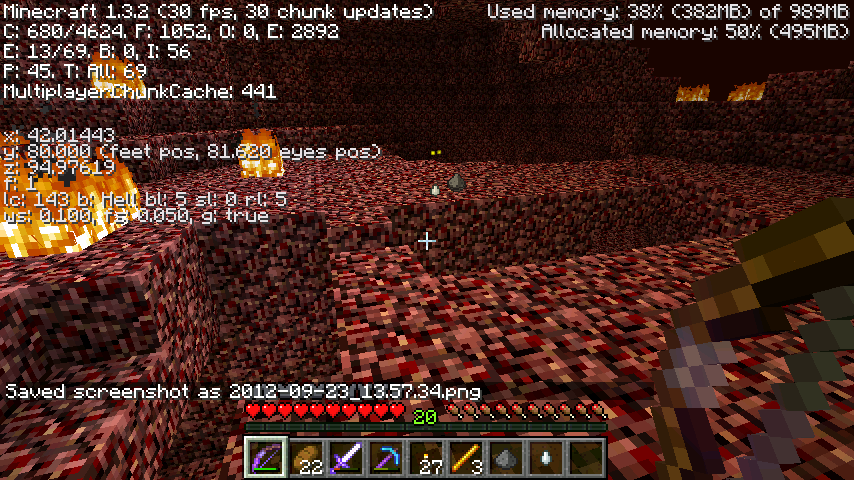 Minecraft 1.3.2 (30 fps, 30 chunk updates)
Used memory: 38% (382MB) of 989MB
C: 680/4624. F: 1052, O: 0, E: 2892
Allocated memory: 50% (495MB)
E: 13/69. B: 0, I: 56
P: 45. T: All: 69
MultiplayerChunkCache: 441
x: 42.01443
y: 80.000 (feet pos, 81.620 eyes pos)
z: 94.97619
f: 1
lc: 143 b: Hell bl: 5 sl: 0 rl: 5
ws: 0.100, fs: 0.050, g: true
Saved screenshot as 2012-09-23_13.57.34.png
20
22
27
3